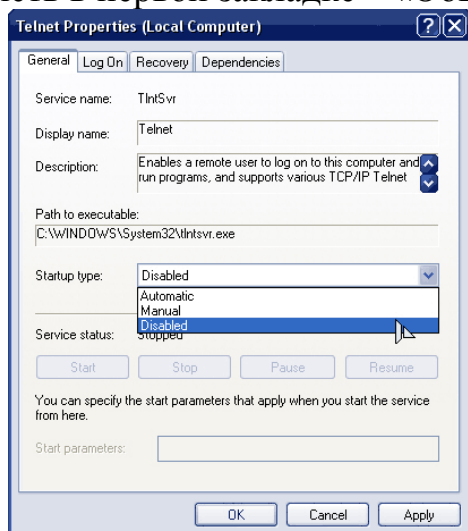 в первой закладке
Telnet Properties (Local Computer)
General Log On Recovery Dependencies
Service name: TlntSvr
Display name: Telnet
Description: Enables a remote user to log on to this computer and
run programs, and supports various TCP/IP Telnet
Path to executable:
C:\WINDOWS\System32\tlntsvr.exe
Startup type: Disabled
Automatic
Manual
Disabled
Service status: Stopped
Start Stop Pause Resume
You can specify the start parameters that apply when you start the service
from here.
Start parameters:
OK Cancel Apply